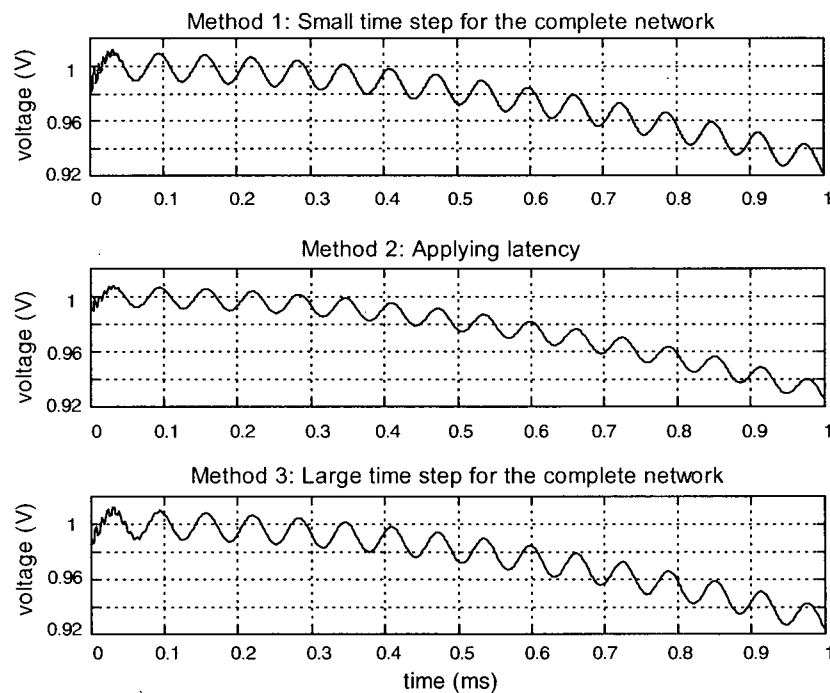 Method 1: Small time step for the complete network
voltage (V)
1
0.96
0.92
0 0.1 0.2 0.3 0.4 0.5 0.6 0.7 0.8 0.9 1
Method 2: Applying latency
voltage (V)
1
0.96
0.92
0 0.1 0.2 0.3 0.4 0.5 0.6 0.7 0.8 0.9 1
Method 3: Large time step for the complete network
voltage (V)
1
0.96
0.92
0 0.1 0.2 0.3 0.4 0.5 0.6 0.7 0.8 0.9 1
time (ms)